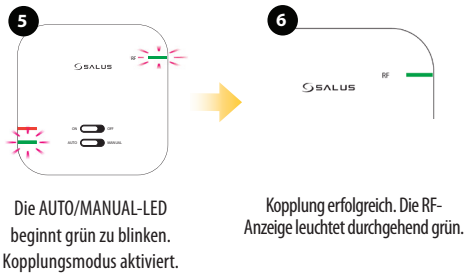 5
RF
SALUS
ON OFF
AUTO MANUAL
Die AUTO/MANUAL-LED
beginnt grün zu blinken.
Kopplungsmodus aktiviert.
6
RF
SALUS
Kopplung erfolgreich. Die RF-
Anzeige leuchtet durchgehend grün.